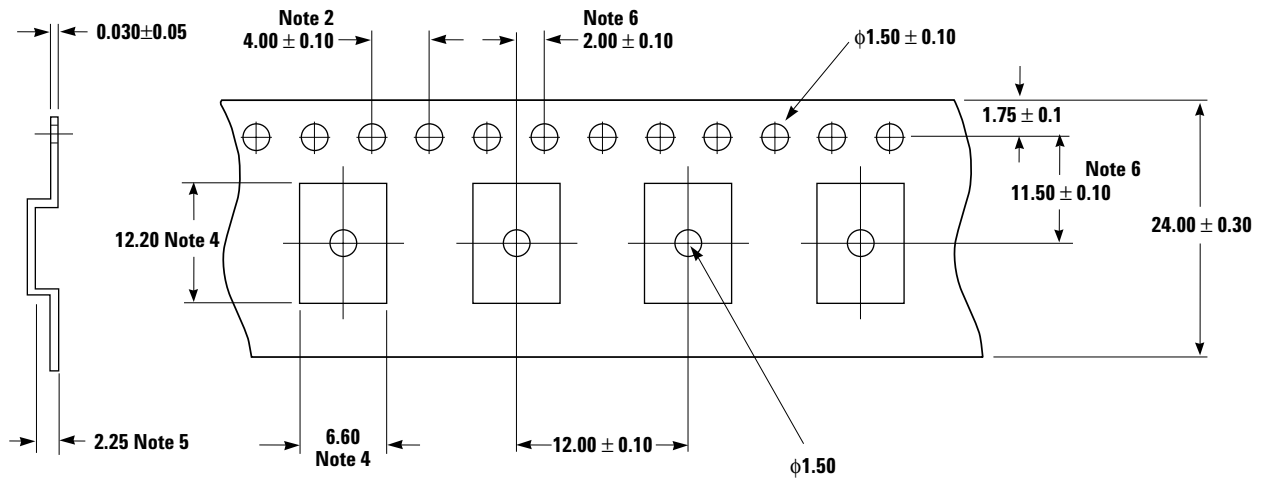 0.030±0.05
Note 2
4.00 ± 0.10
Note 6
2.00 ± 0.10
ϕ1.50 ± 0.10
1.75 ± 0.1
Note 6
11.50 ± 0.10
24.00 ± 0.30
12.20 Note 4
2.25 Note 5
6.60
Note 4
12.00 ± 0.10
ϕ1.50